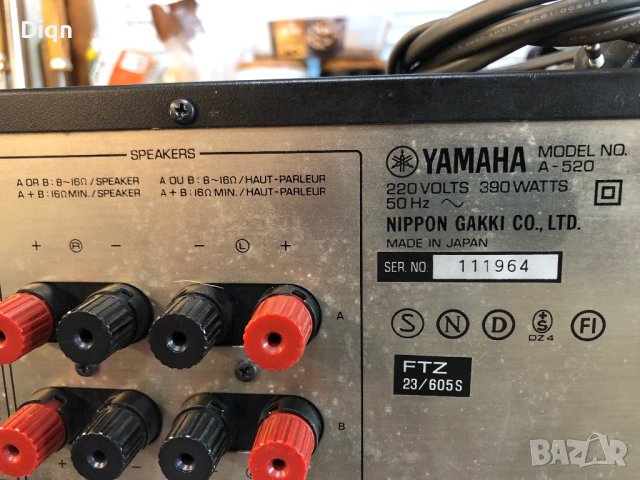 Diqn
SPEAKERS
A OR B : 8~16Ω/SPEAKER
A + B : 16Ω MIN./SPEAKER
A OU B : 8~16Ω/HAUT-PARLEUR
A + B : 16Ω MIN./HAUT-PARLEUR
+ R - - L +
A
B
+ -
YAMAHA
MODEL NO.
A-520
220 VOLTS 390 WATTS
50 Hz ~
NIPPON GAKKI CO., LTD.
MADE IN JAPAN
SER. NO. 111964
S N D +S FI
DZ4
FTZ
23/605S
BAZAR